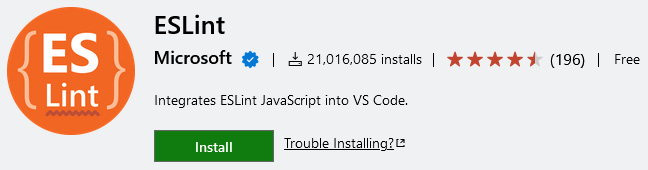 ES
Lint
ESLint
Microsoft | 21,016,085 installs | (196) | Free
Integrates ESLint JavaScript into VS Code.
Install
Trouble Installing?